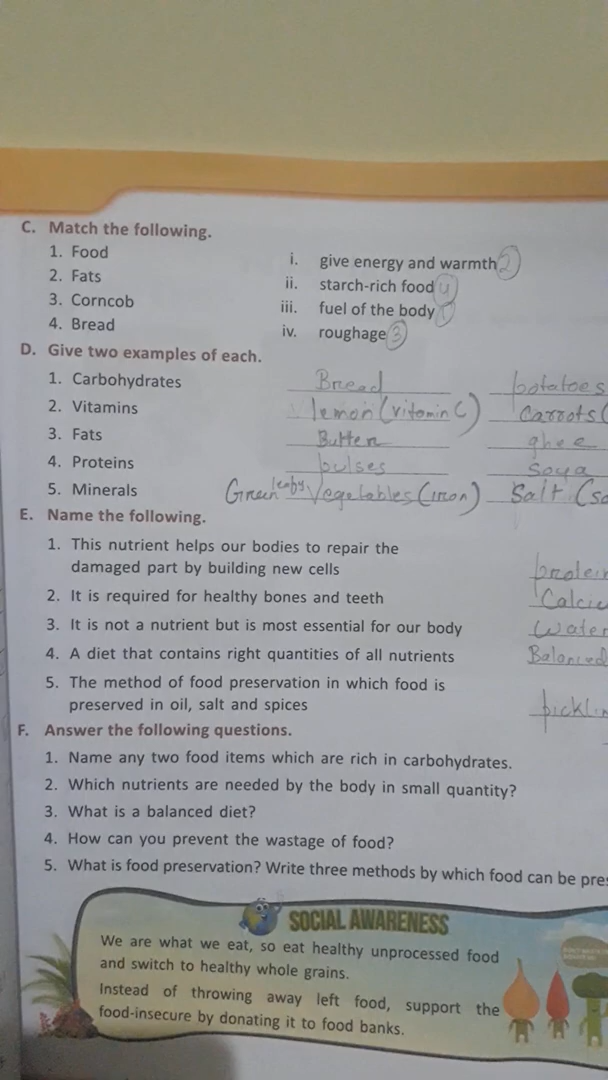 C. Match the following.
1. Food
i. give energy and warmth 2
2. Fats
ii. starch-rich food 4
3. Corncob
iii. fuel of the body 1
4. Bread
iv. roughage 3
D. Give two examples of each.
1. Carbohydrates Bread potatoes
2. Vitamins lemon (vitamin C) Carrots (
3. Fats Butter ghee
4. Proteins pulses Soya
5. Minerals Green leafy Vegetables (iron) Salt (so
E. Name the following.
1. This nutrient helps our bodies to repair the
damaged part by building new cells protein
2. It is required for healthy bones and teeth Calciu
3. It is not a nutrient but is most essential for our body Water
4. A diet that contains right quantities of all nutrients Balanced
5. The method of food preservation in which food is
preserved in oil, salt and spices picklin
F. Answer the following questions.
1. Name any two food items which are rich in carbohydrates.
2. Which nutrients are needed by the body in small quantity?
3. What is a balanced diet?
4. How can you prevent the wastage of food?
5. What is food preservation? Write three methods by which food can be pres
SOCIAL AWARENESS
We are what we eat, so eat healthy unprocessed food
and switch to healthy whole grains.
Instead of throwing away left food, support the
food-insecure by donating it to food banks.